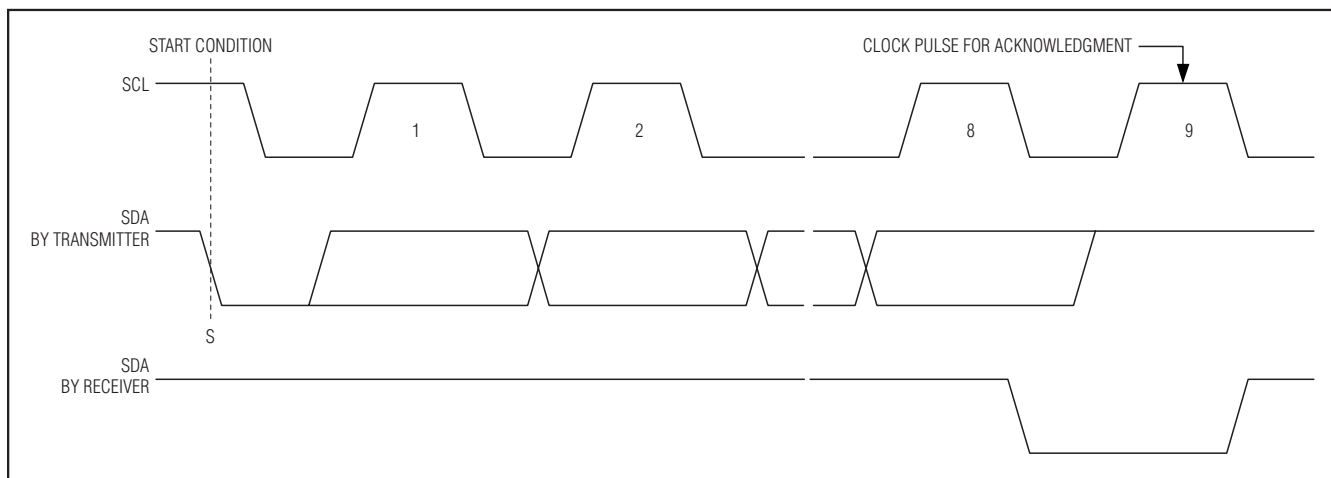 START CONDITION
CLOCK PULSE FOR ACKNOWLEDGMENT
SCL
1
2
8
9
SDA
BY TRANSMITTER
S
SDA
BY RECEIVER